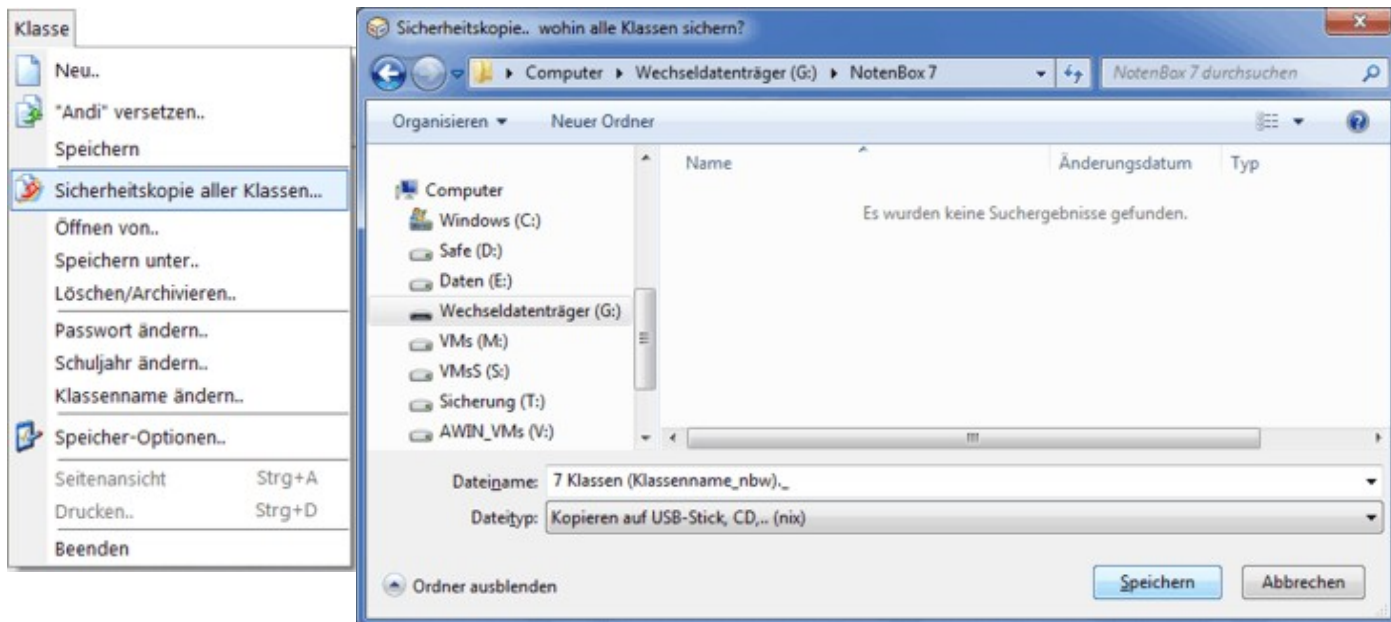 Klasse
Neu..
"Andi" versetzen..
Speichern
Sicherheitskopie aller Klassen...
Öffnen von..
Speichern unter..
Löschen/Archivieren..
Passwort ändern..
Schuljahr ändern..
Klassenname ändern..
Speicher-Optionen..
Seitenansicht Strg+A
Drucken.. Strg+D
Beenden
Sicherheitskopie.. wohin alle Klassen sichern?
Computer Wechseldatenträger (G:) NotenBox 7 NotenBox 7 durchsuchen
Organisieren Neuer Ordner
Computer
Windows (C:)
Safe (D:)
Daten (E:)
Wechseldatenträger (G:)
VMs (M:)
VMsS (S:)
Sicherung (T:)
AWIN_VMs (V:)
Name Änderungsdatum Typ
Es wurden keine Suchergebnisse gefunden.
Dateiname: 7 Klassen (Klassenname_nbw)._
Dateityp: Kopieren auf USB-Stick, CD,.. (nix)
Ordner ausblenden Speichern Abbrechen